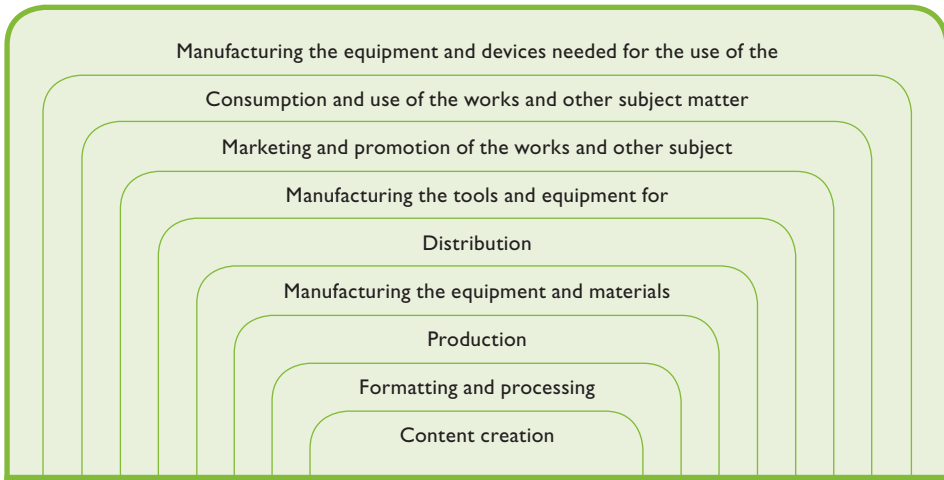 Manufacturing the equipment and devices needed for the use of the
Consumption and use of the works and other subject matter
Marketing and promotion of the works and other subject
Manufacturing the tools and equipment for
Distribution
Manufacturing the equipment and materials
Production
Formatting and processing
Content creation